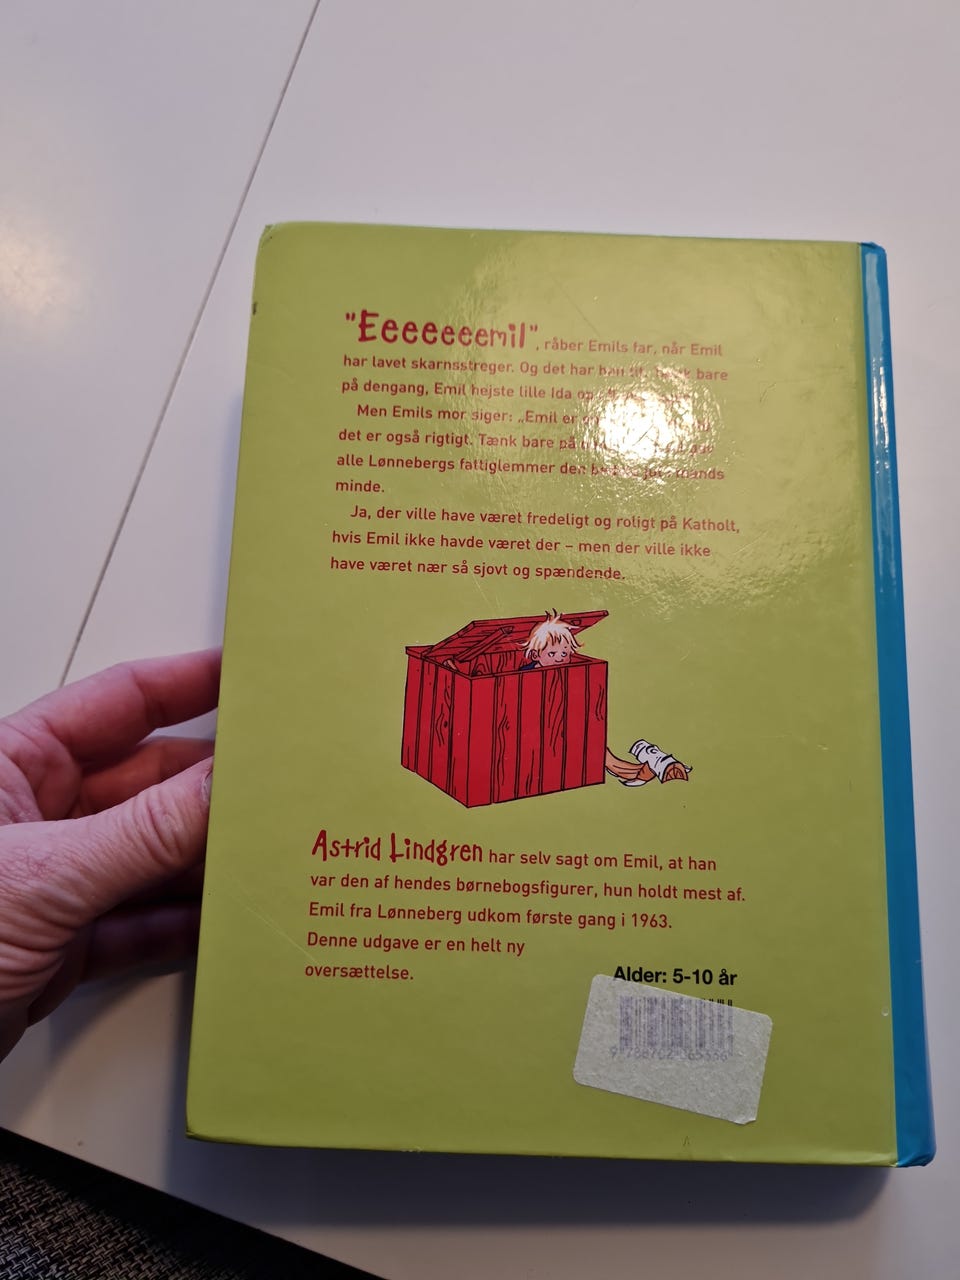 "Eeeeeeemil", råber Emils far, når Emil
har lavet skarnsstreger. Og det har han tit. Tænk bare
på dengang, Emil hejste lille Ida op
Men Emils mor siger: „Emil er
det er også rigtigt. Tænk bare på
alle Lønnebergs fattiglemmer den mands
minde.
Ja, der ville have været fredeligt og roligt på Katholt,
hvis Emil ikke havde været der – men der ville ikke
have været nær så sjovt og spændende.
Astrid Lindgren har selv sagt om Emil, at han
var den af hendes børnebogsfigurer, hun holdt mest af.
Emil fra Lønneberg udkom første gang i 1963.
Denne udgave er en helt ny
oversættelse.
Alder: 5-10 år